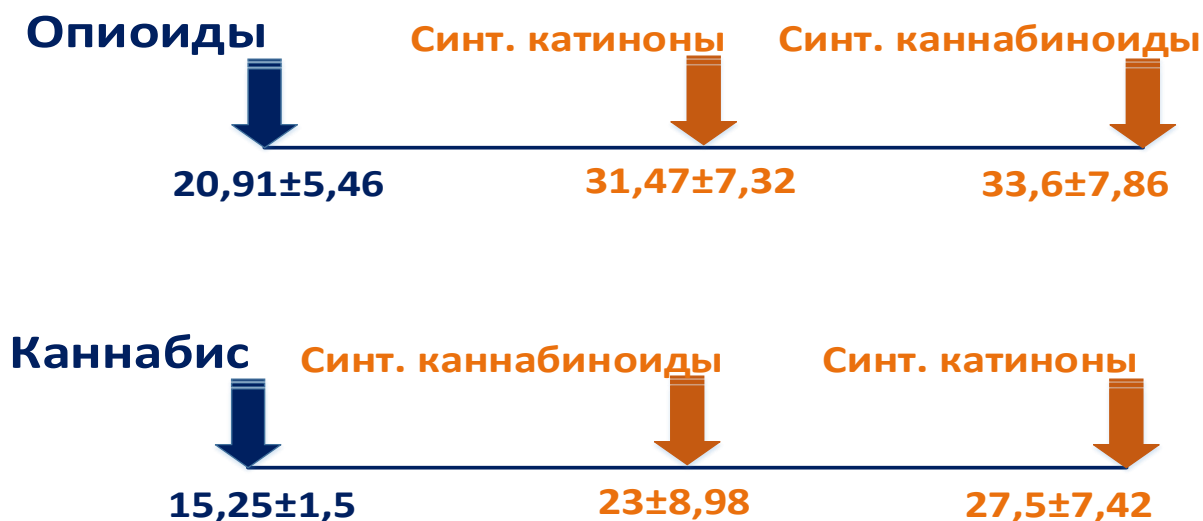 Опиоиды Синт. катиноны Синт. каннабиноиды
20,91±5,46 31,47±7,32 33,6±7,86
Каннабис Синт. каннабиноиды Синт. катиноны
15,25±1,5 23±8,98 27,5±7,42